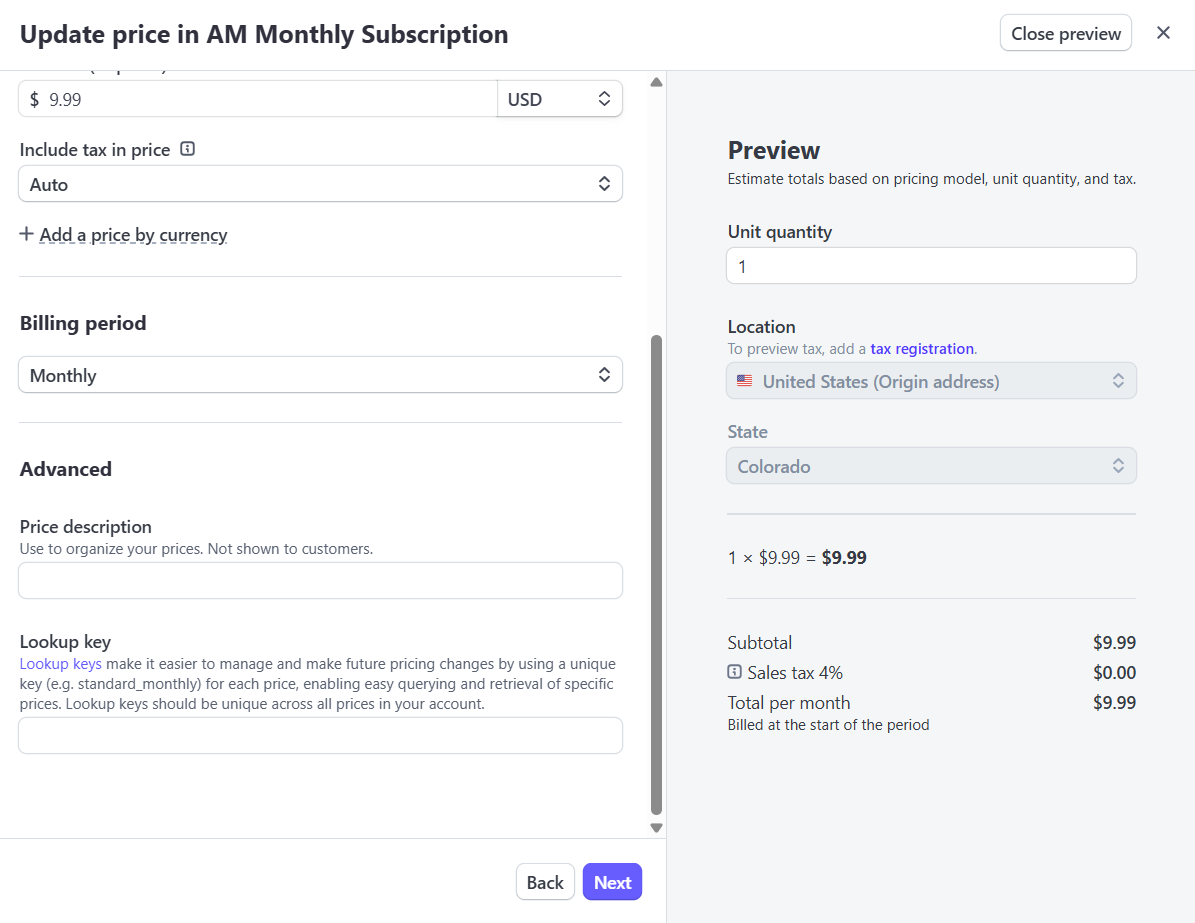 Update price in AM Monthly Subscription
Close preview
$ 9.99
USD
Include tax in price
Auto
+ Add a price by currency
Billing period
Monthly
Advanced
Price description
Use to organize your prices. Not shown to customers.
Lookup key
Lookup keys make it easier to manage and make future pricing changes by using a unique
key (e.g. standard_monthly) for each price, enabling easy querying and retrieval of specific
prices. Lookup keys should be unique across all prices in your account.
Back
Next
Preview
Estimate totals based on pricing model, unit quantity, and tax.
Unit quantity
1
Location
To preview tax, add a tax registration.
United States (Origin address)
State
Colorado
1 × $9.99 = $9.99
Subtotal $9.99
Sales tax 4% $0.00
Total per month $9.99
Billed at the start of the period